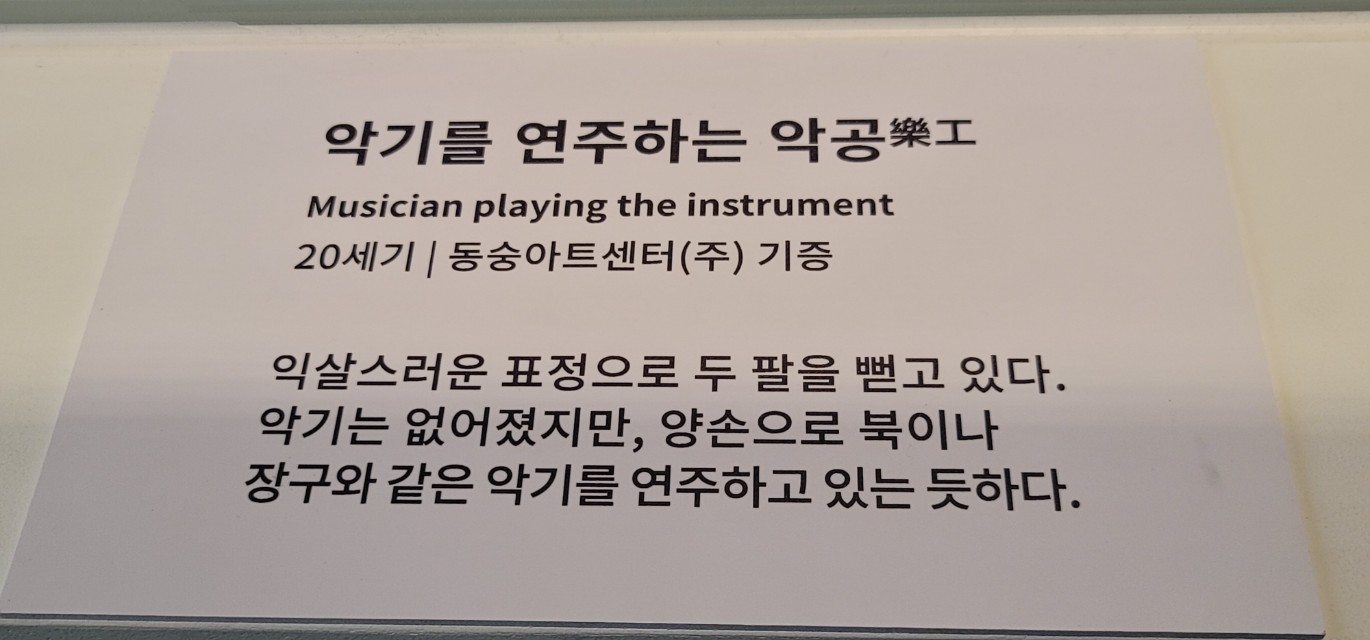 악기를 연주하는 악공樂工
Musician playing the instrument
20세기 | 동숭아트센터(주) 기증
익살스러운 표정으로 두 팔을 뻗고 있다.
악기는 없어졌지만, 양손으로 북이나
장구와 같은 악기를 연주하고 있는 듯하다.